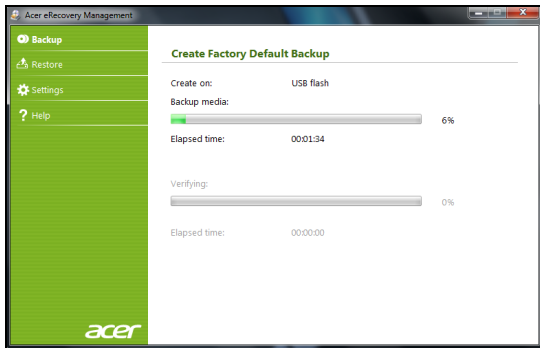 Acer eRecovery Management
Backup
Restore
Settings
? Help
Create Factory Default Backup
Create on: USB flash
Backup media:
6%
Elapsed time: 00:01:34
Verifying:
0%
Elapsed time: 00:00:00
acer